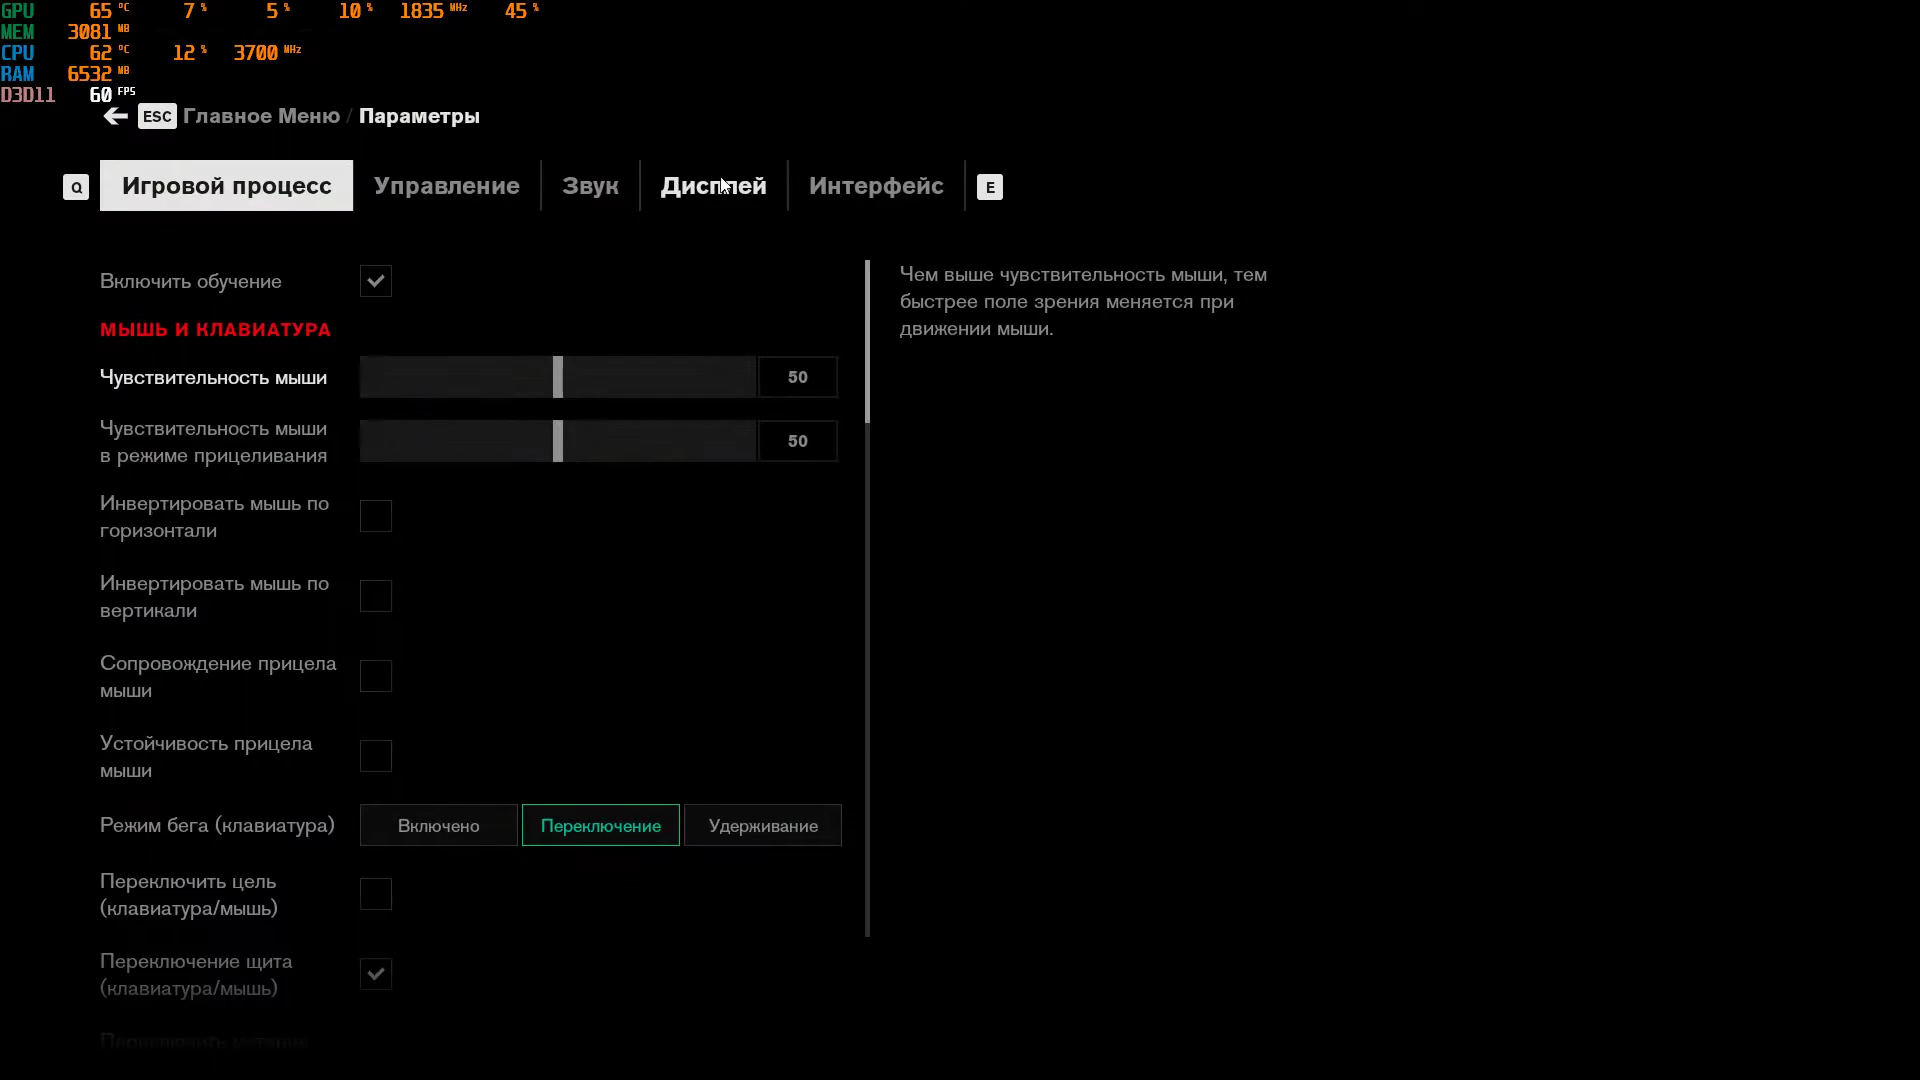 GPU 65 °C 7 % 5 % 10 % 1835 MHz 45 %
MEM 3081 MB
CPU 62 °C 12 % 3700 MHz
RAM 6532 MB
D3D11 60 FPS
ESC Главное Меню / Параметры
Q Игровой процесс Управление Звук Дисплей Интерфейс E
Включить обучение
МЫШЬ И КЛАВИАТУРА
Чувствительность мыши 50
Чувствительность мыши
в режиме прицеливания 50
Инвертировать мышь по
горизонтали
Инвертировать мышь по
вертикали
Сопровождение прицела
мыши
Устойчивость прицела
мыши
Режим бега (клавиатура) Включено Переключение Удерживание
Переключить цель
(клавиатура/мышь)
Переключение щита
(клавиатура/мышь)
Чем выше чувствительность мыши, тем
быстрее поле зрения меняется при
движении мыши.